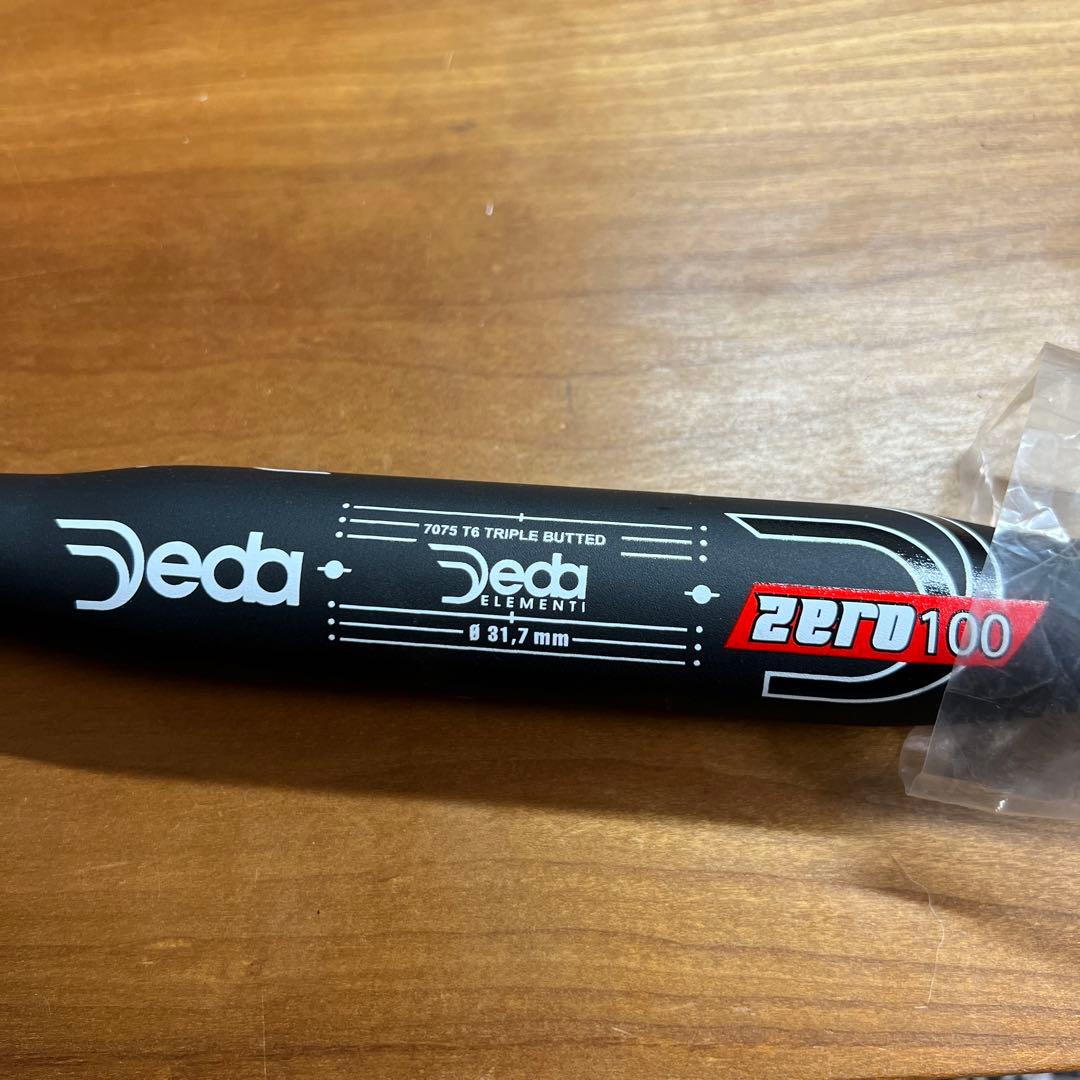 Deda
7075 T6 TRIPLE BUTTED
Deda
ELEMENTI
Ø 31,7 mm
zero100